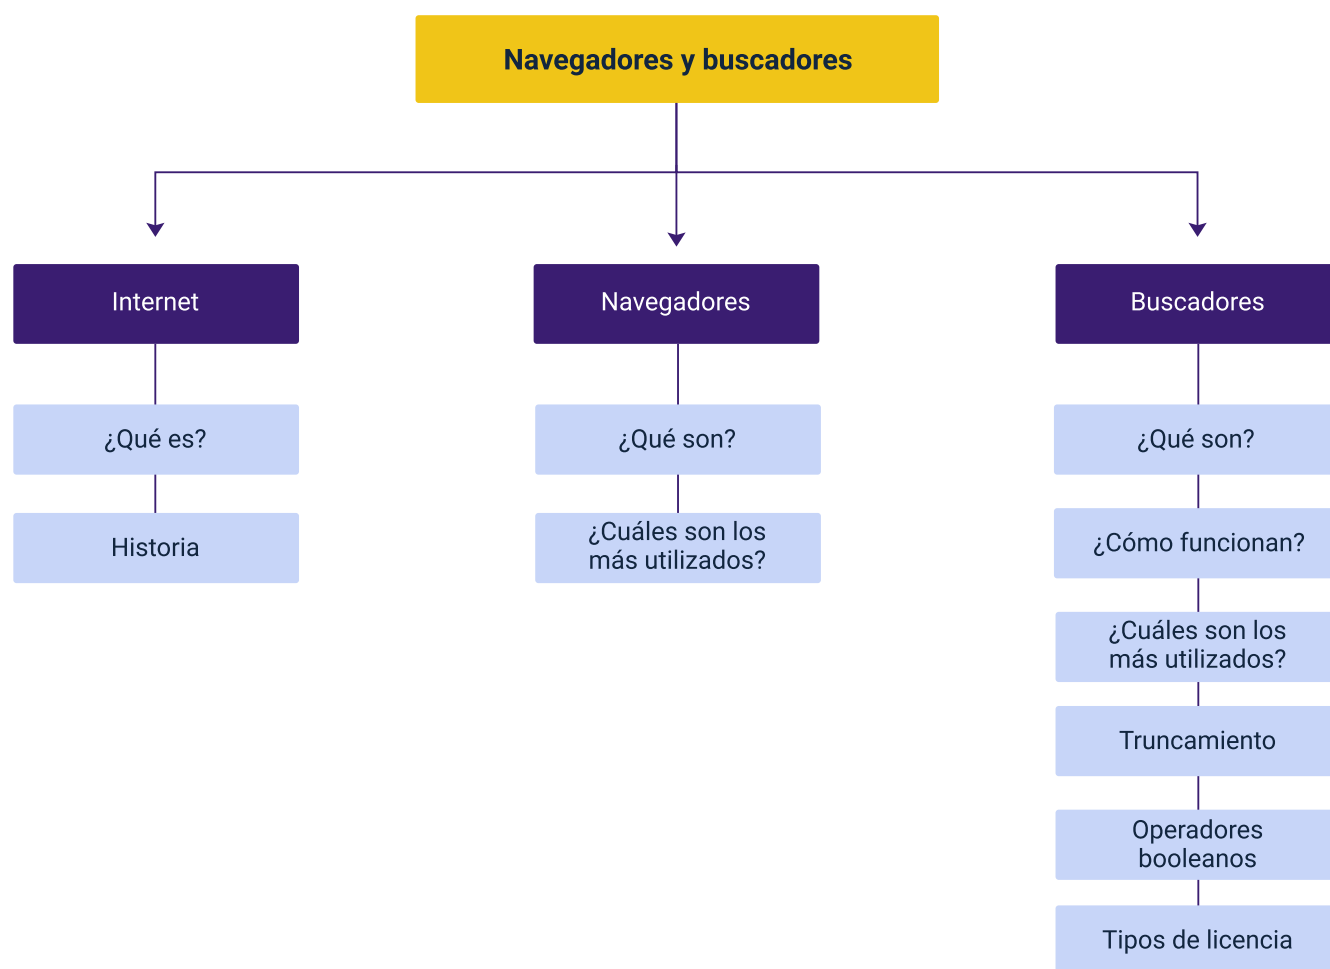 Navegadores y buscadores
Internet
Navegadores
Buscadores
¿Qué es?
¿Qué son?
¿Qué son?
Historia
¿Cuáles son los
más utilizados?
¿Cómo funcionan?
¿Cuáles son los
más utilizados?
Truncamiento
Operadores
booleanos
Tipos de licencia